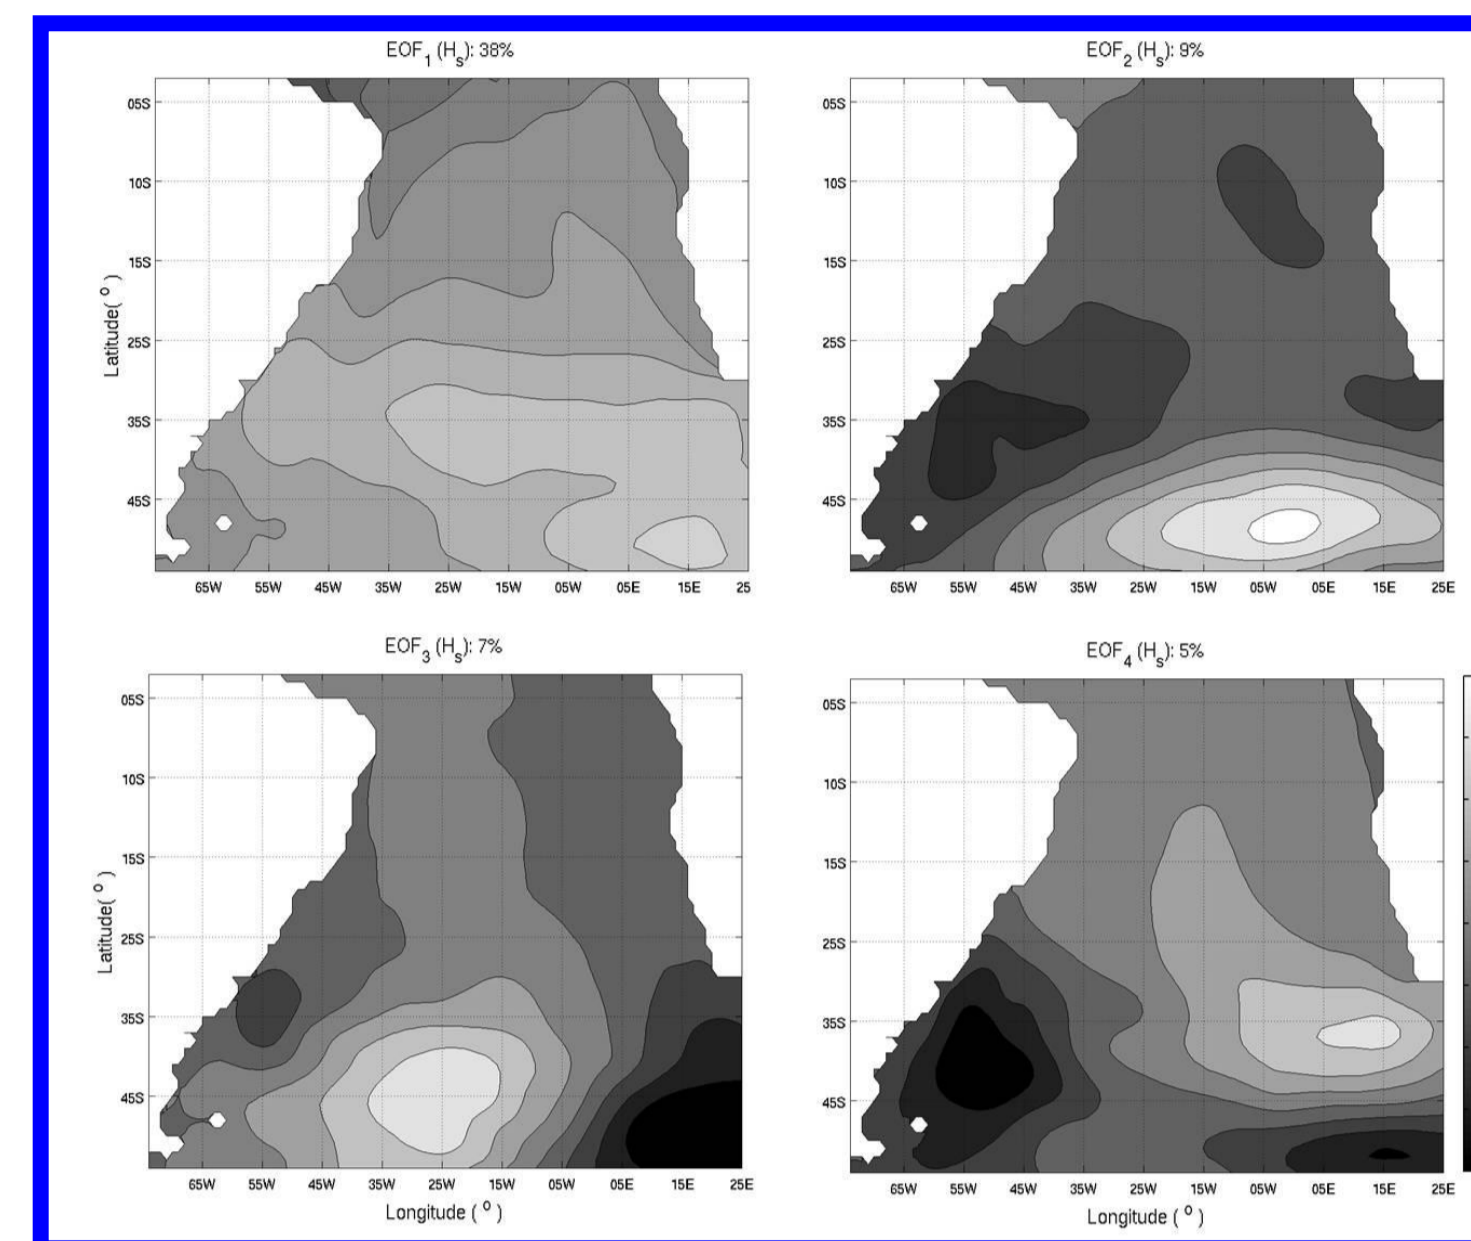 EOF1 (Hs): 38%
05S
10S
15S
25S
35S
45S
Latitude( o )
65W 55W 45W 35W 25W 15W 05W 05E 15E 25E
EOF2 (Hs): 9%
05S
10S
15S
25S
35S
45S
65W 55W 45W 35W 25W 15W 05W 05E 15E 25E
EOF3 (Hs): 7%
05S
10S
15S
25S
35S
45S
Latitude( o )
65W 55W 45W 35W 25W 15W 05W 05E 15E 25E
Longitude ( o )
EOF4 (Hs): 5%
05S
10S
15S
25S
35S
45S
65W 55W 45W 35W 25W 15W 05W 05E 15E 25E
Longitude ( o )